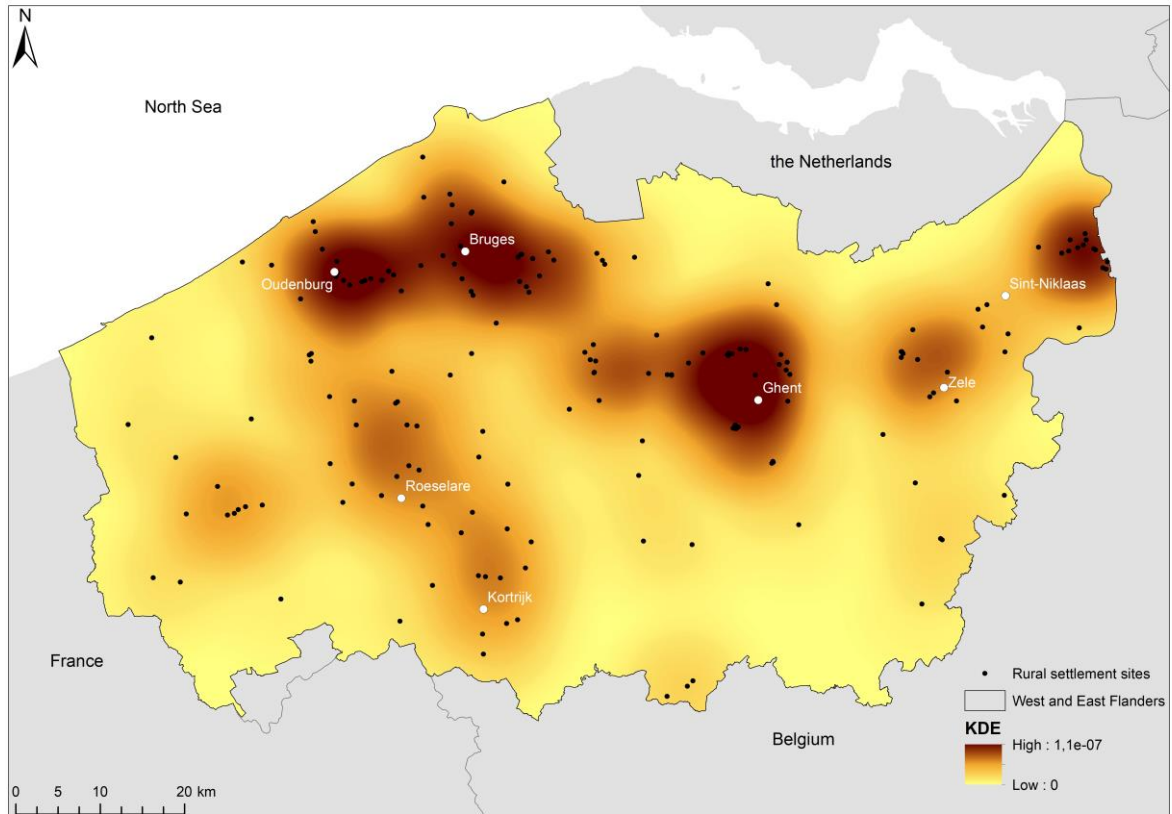 N
North Sea
the Netherlands
Bruges
Oudenburg
Sint-Niklaas
Ghent
Zele
Roeselare
Kortrijk
France
Belgium
Rural settlement sites
West and East Flanders
KDE
High : 1,1e-07
Low : 0
0 5 10 20 km